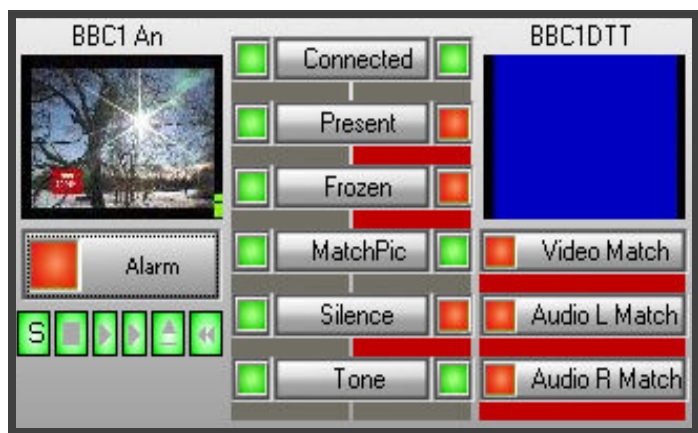 BBC1 An
BBC1DTT
Connected
Present
Frozen
MatchPic
Silence
Tone
Alarm
S
Video Match
Audio L Match
Audio R Match